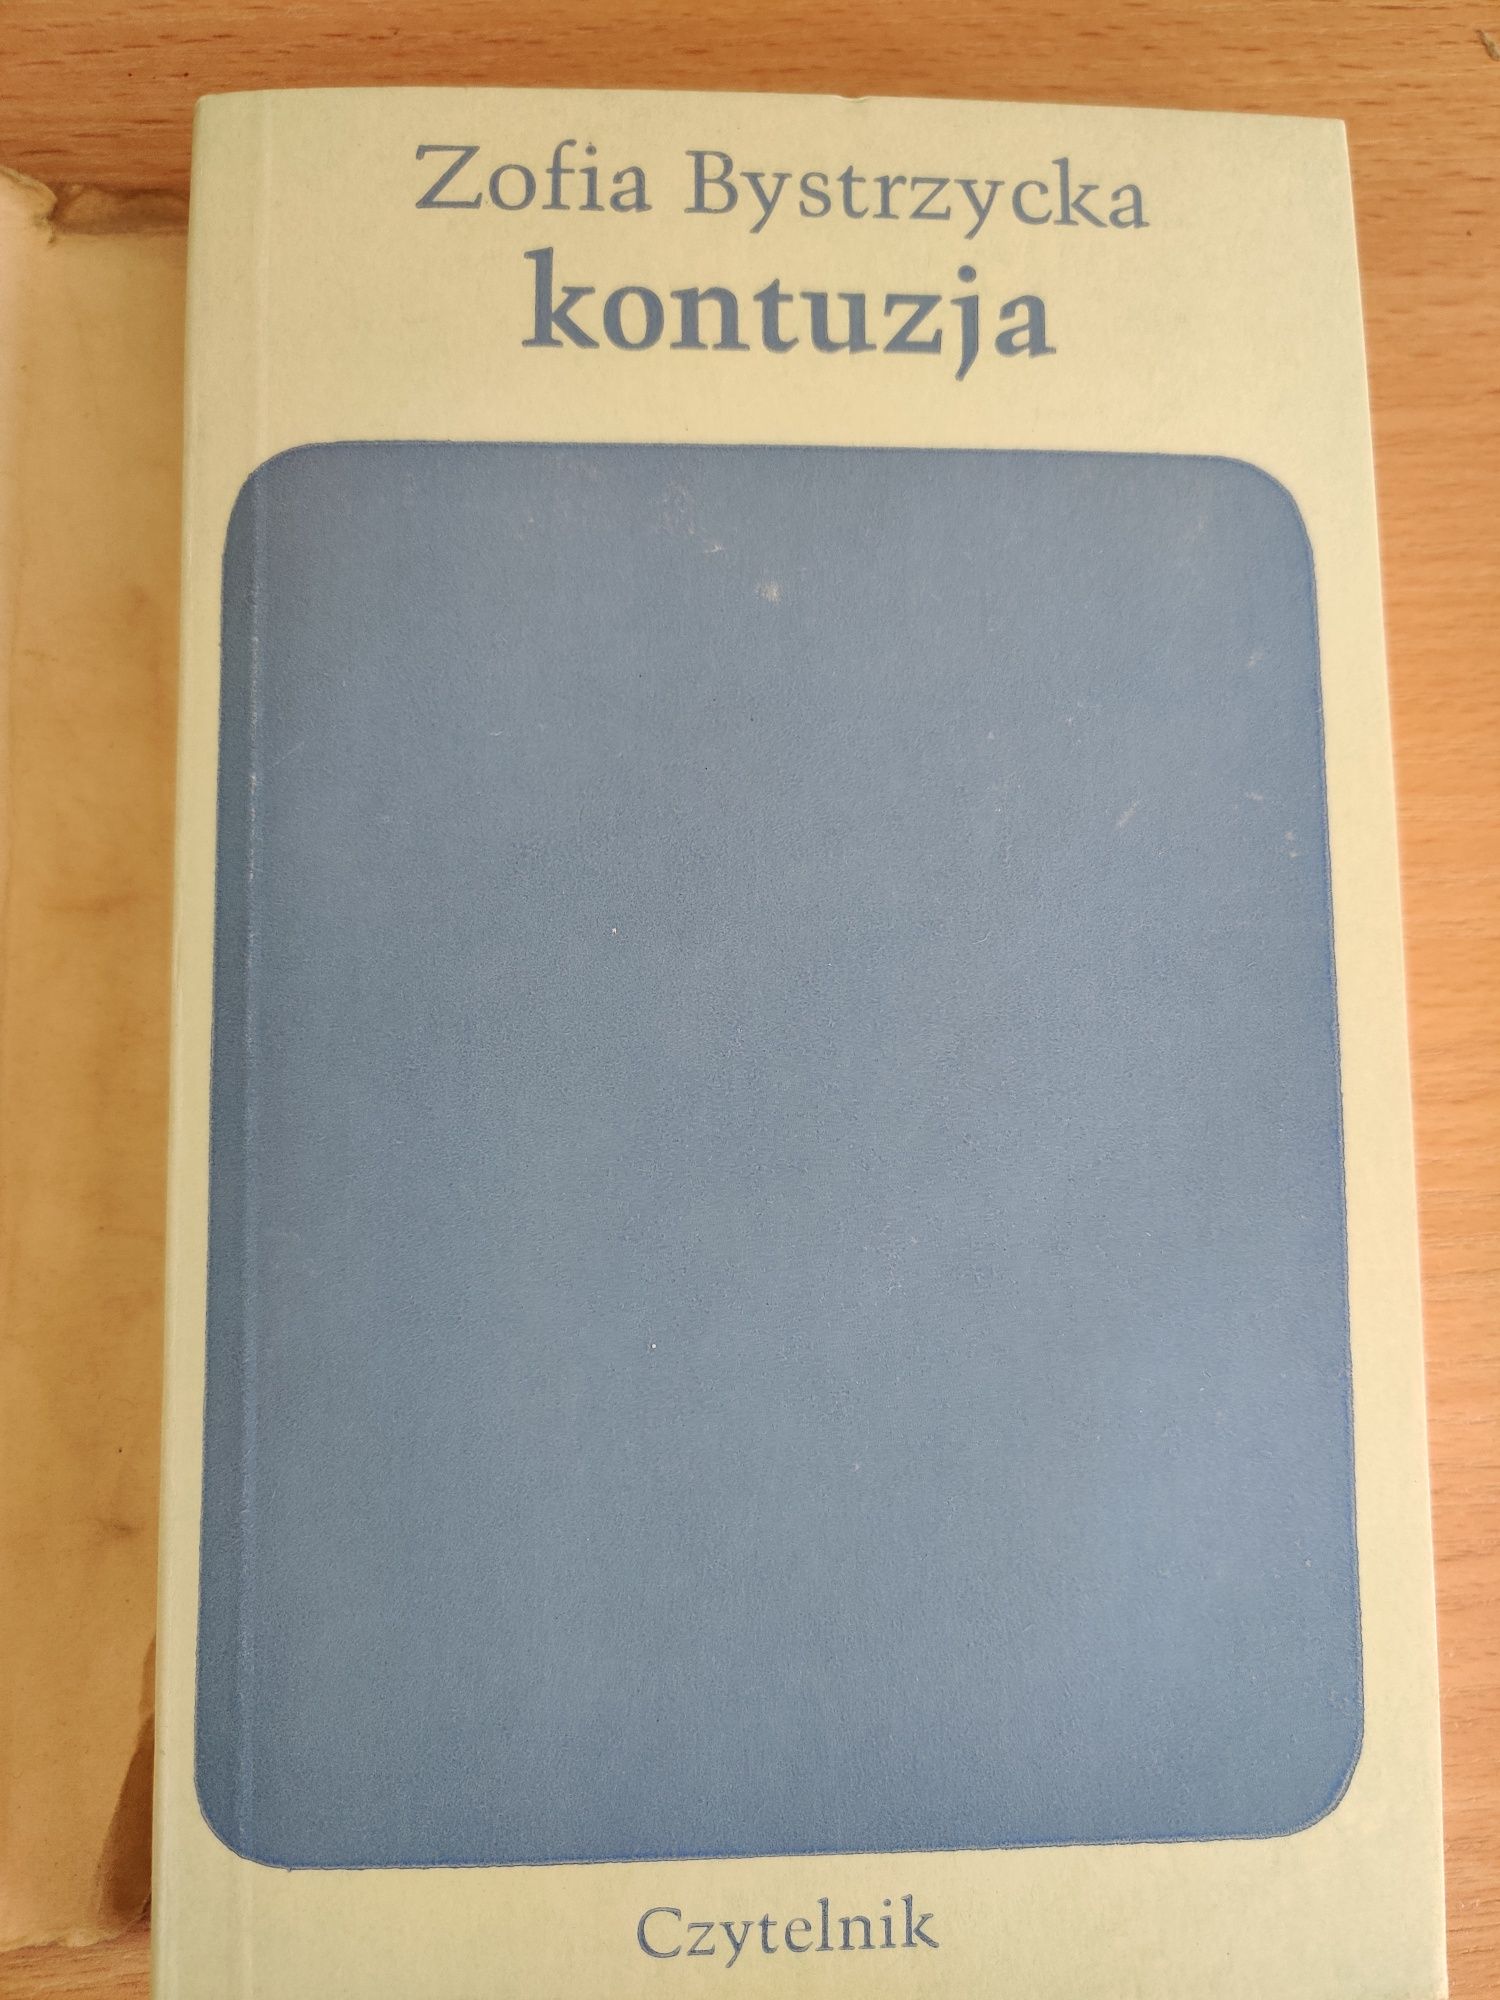 Zofia Bystrzycka
kontuzja
Czytelnik